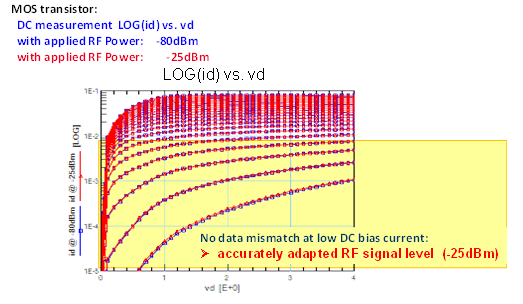 MOS transistor:
DC measurement LOG(id) vs. vd
with applied RF Power: -80dBm
with applied RF Power: -25dBm
LOG(id) vs. vd
1E-1
1E-2
1E-3
1E-4
1E-5
id @ -80dBm id @ -25dBm [LOG]
No data mismatch at low DC bias current:
➢ accurately adapted RF signal level (-25dBm)
0 1 2 3 4
vd [E+0]